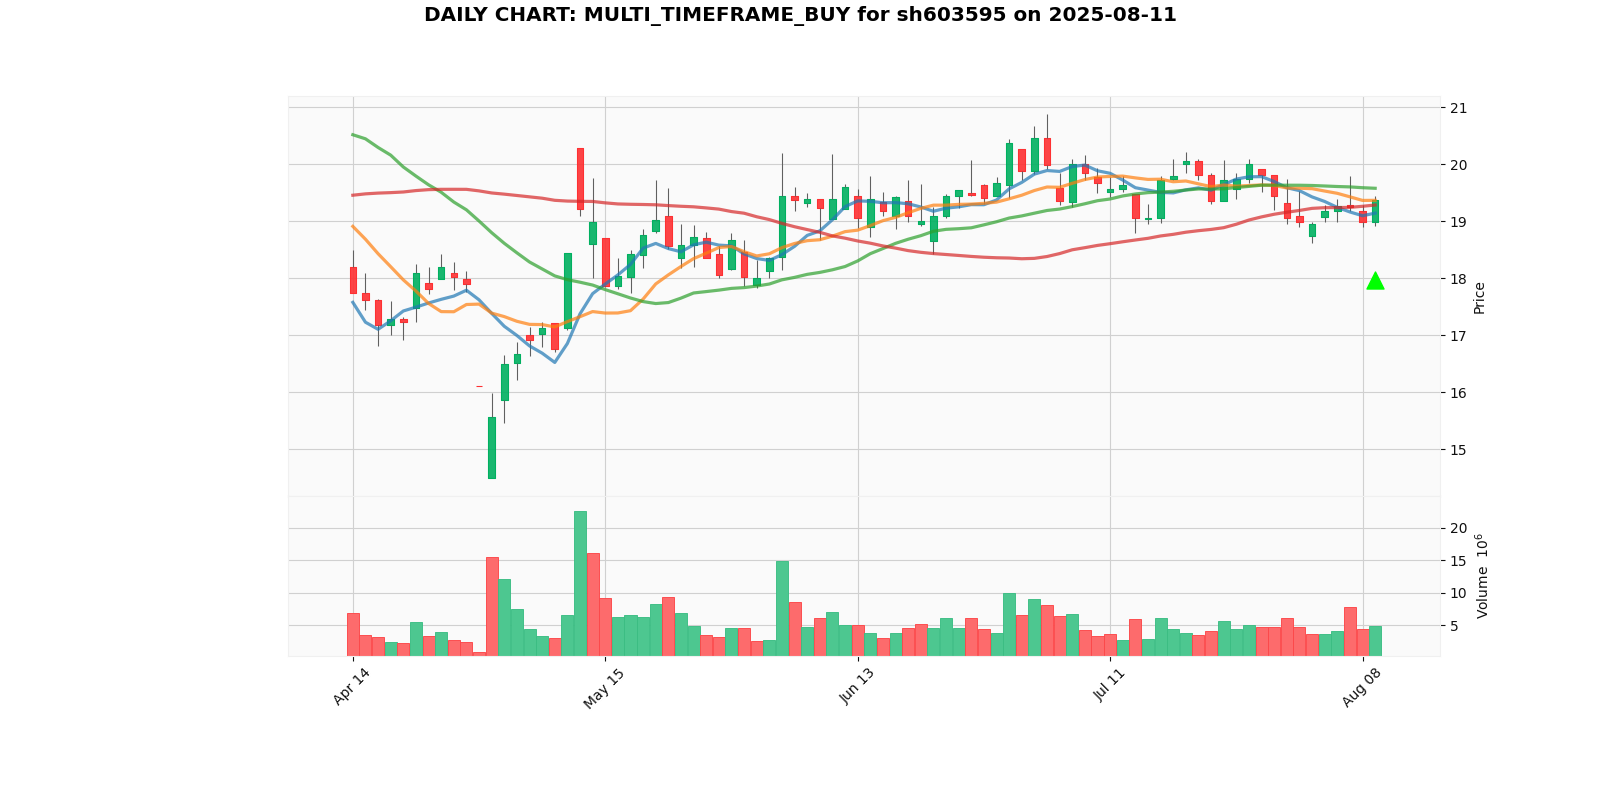 DAILY CHART: MULTI_TIMEFRAME_BUY for sh603595 on 2025-08-11
21
20
19
18
17
16
15
Price
20
15
10
5
Volume 10⁶
Apr 14
May 15
Jun 13
Jul 11
Aug 08